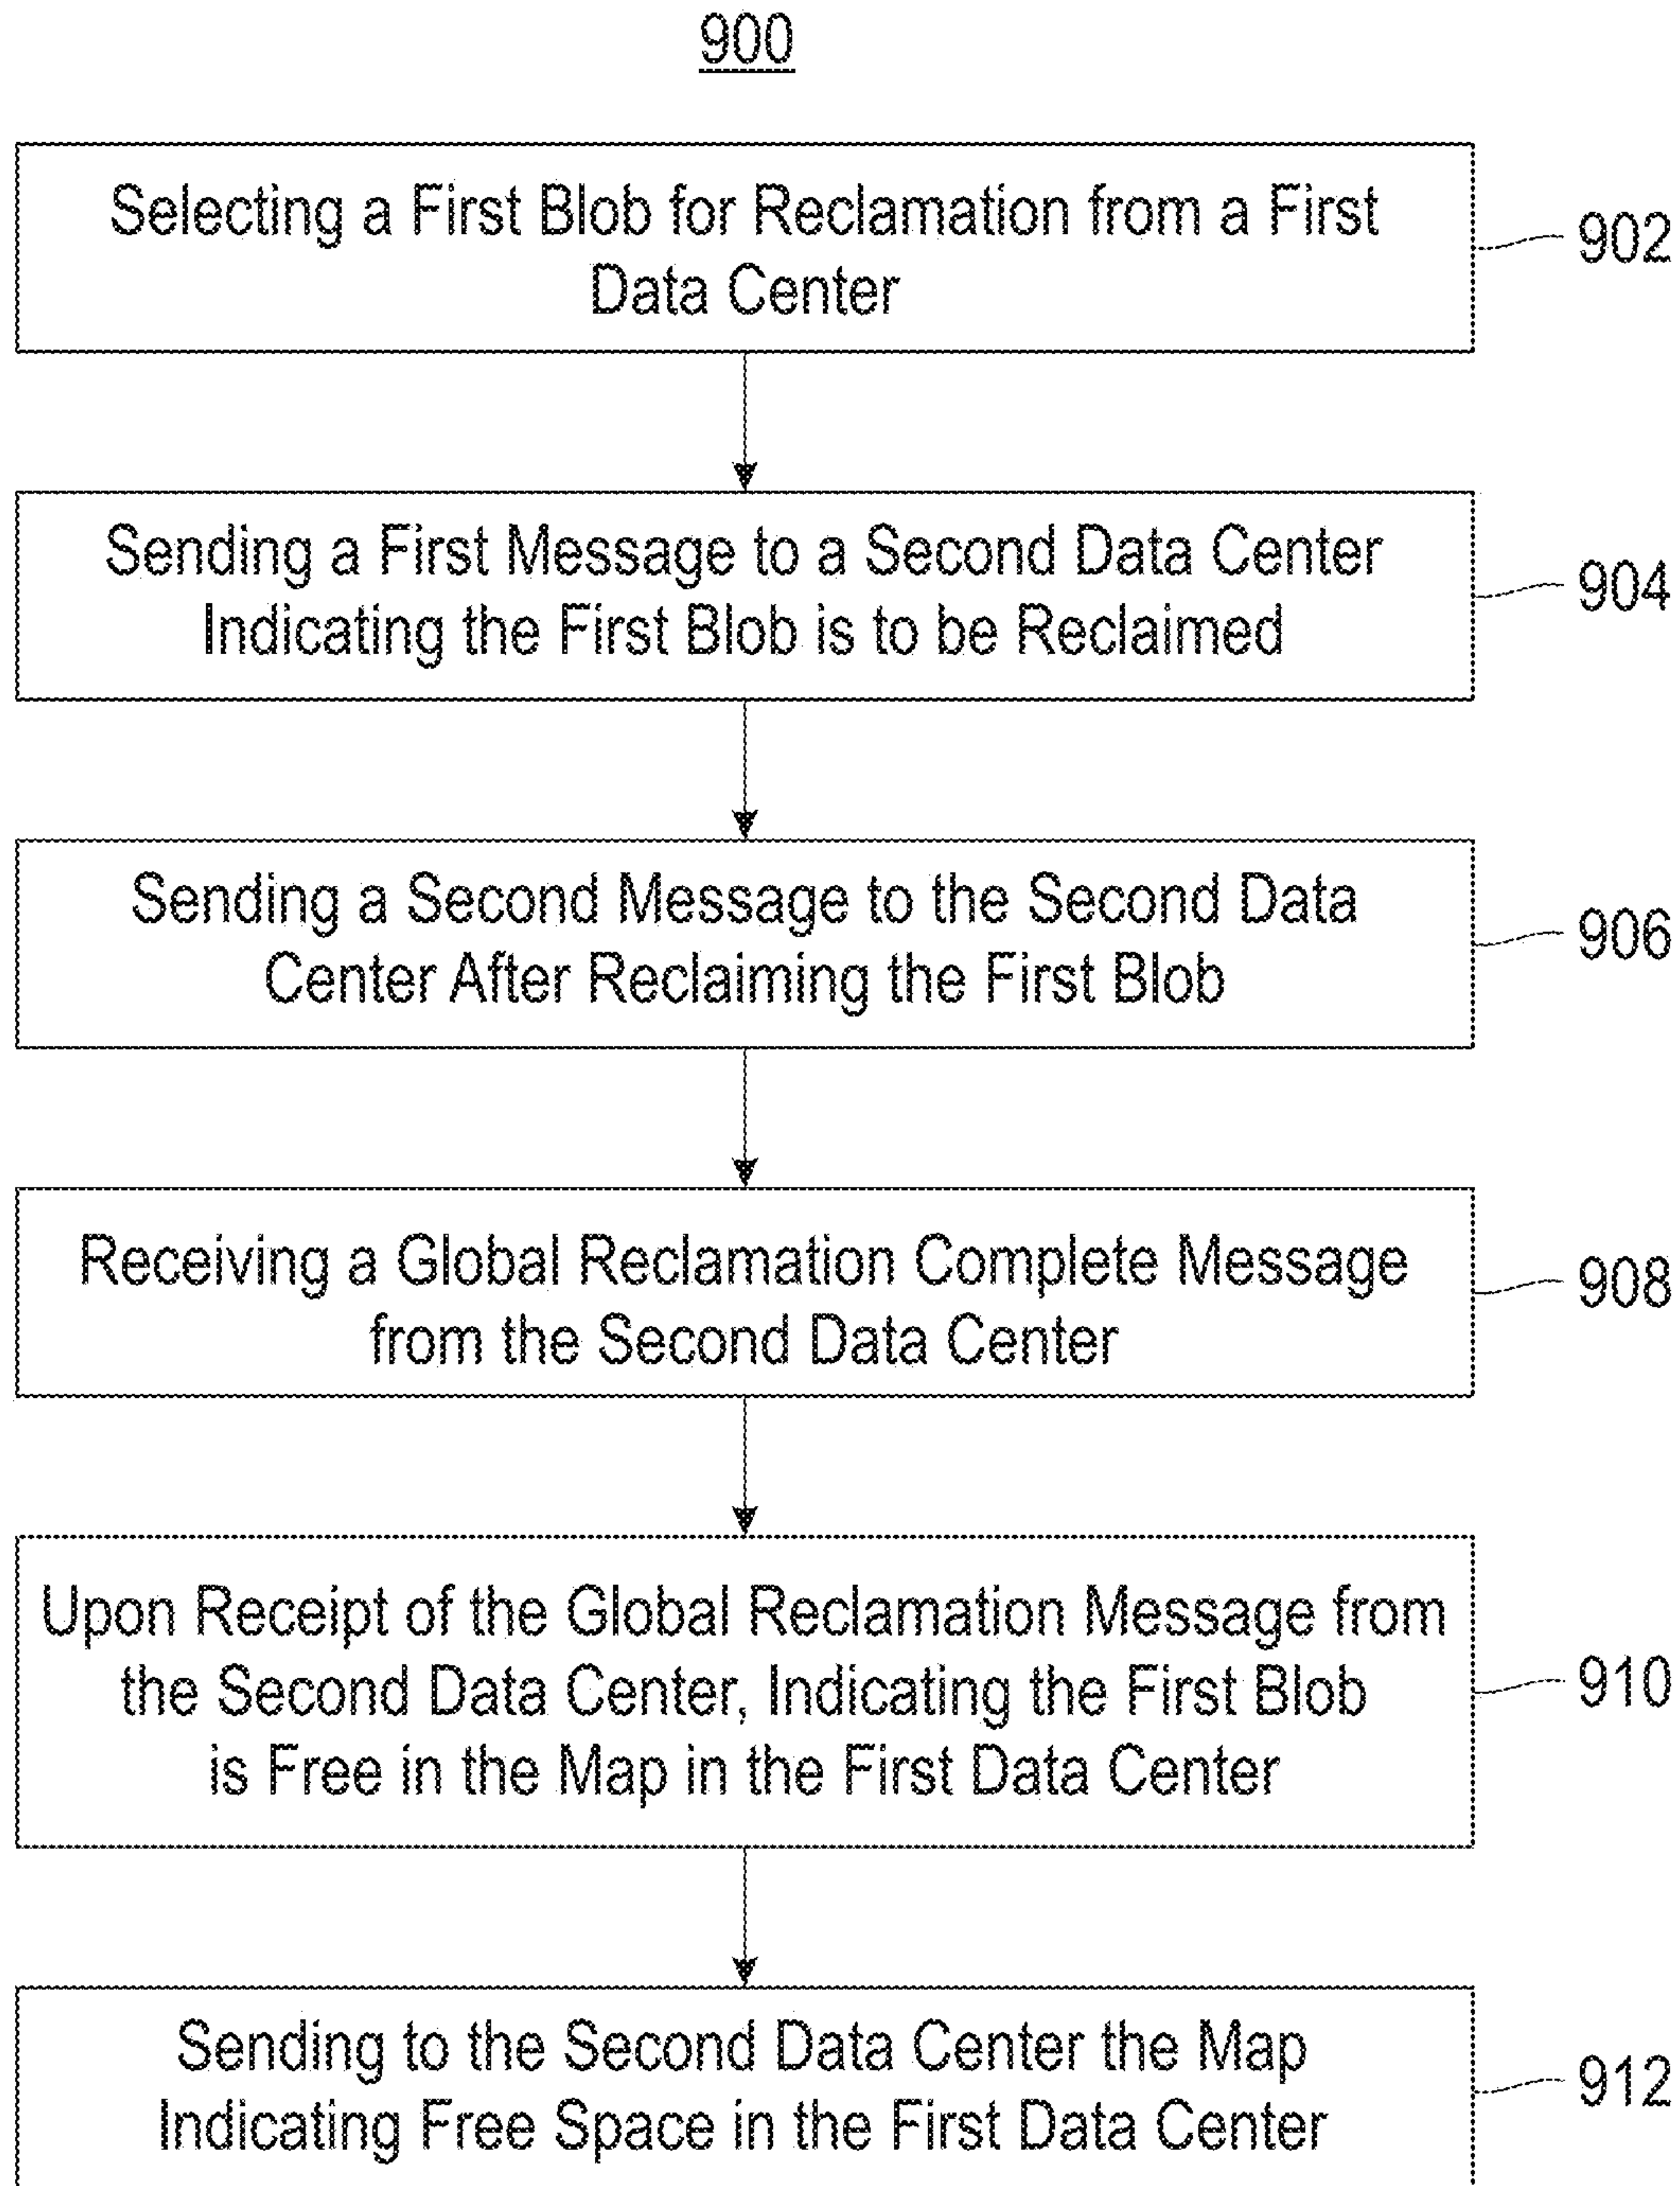 900
Selecting a First Blob for Reclamation from a First
Data Center
902
Sending a First Message to a Second Data Center
Indicating the First Blob is to be Reclaimed
904
Sending a Second Message to the Second Data
Center After Reclaiming the First Blob
906
Receiving a Global Reclamation Complete Message
from the Second Data Center
908
Upon Receipt of the Global Reclamation Message from
the Second Data Center, Indicating the First Blob
is Free in the Map in the First Data Center
910
Sending to the Second Data Center the Map
Indicating Free Space in the First Data Center
912